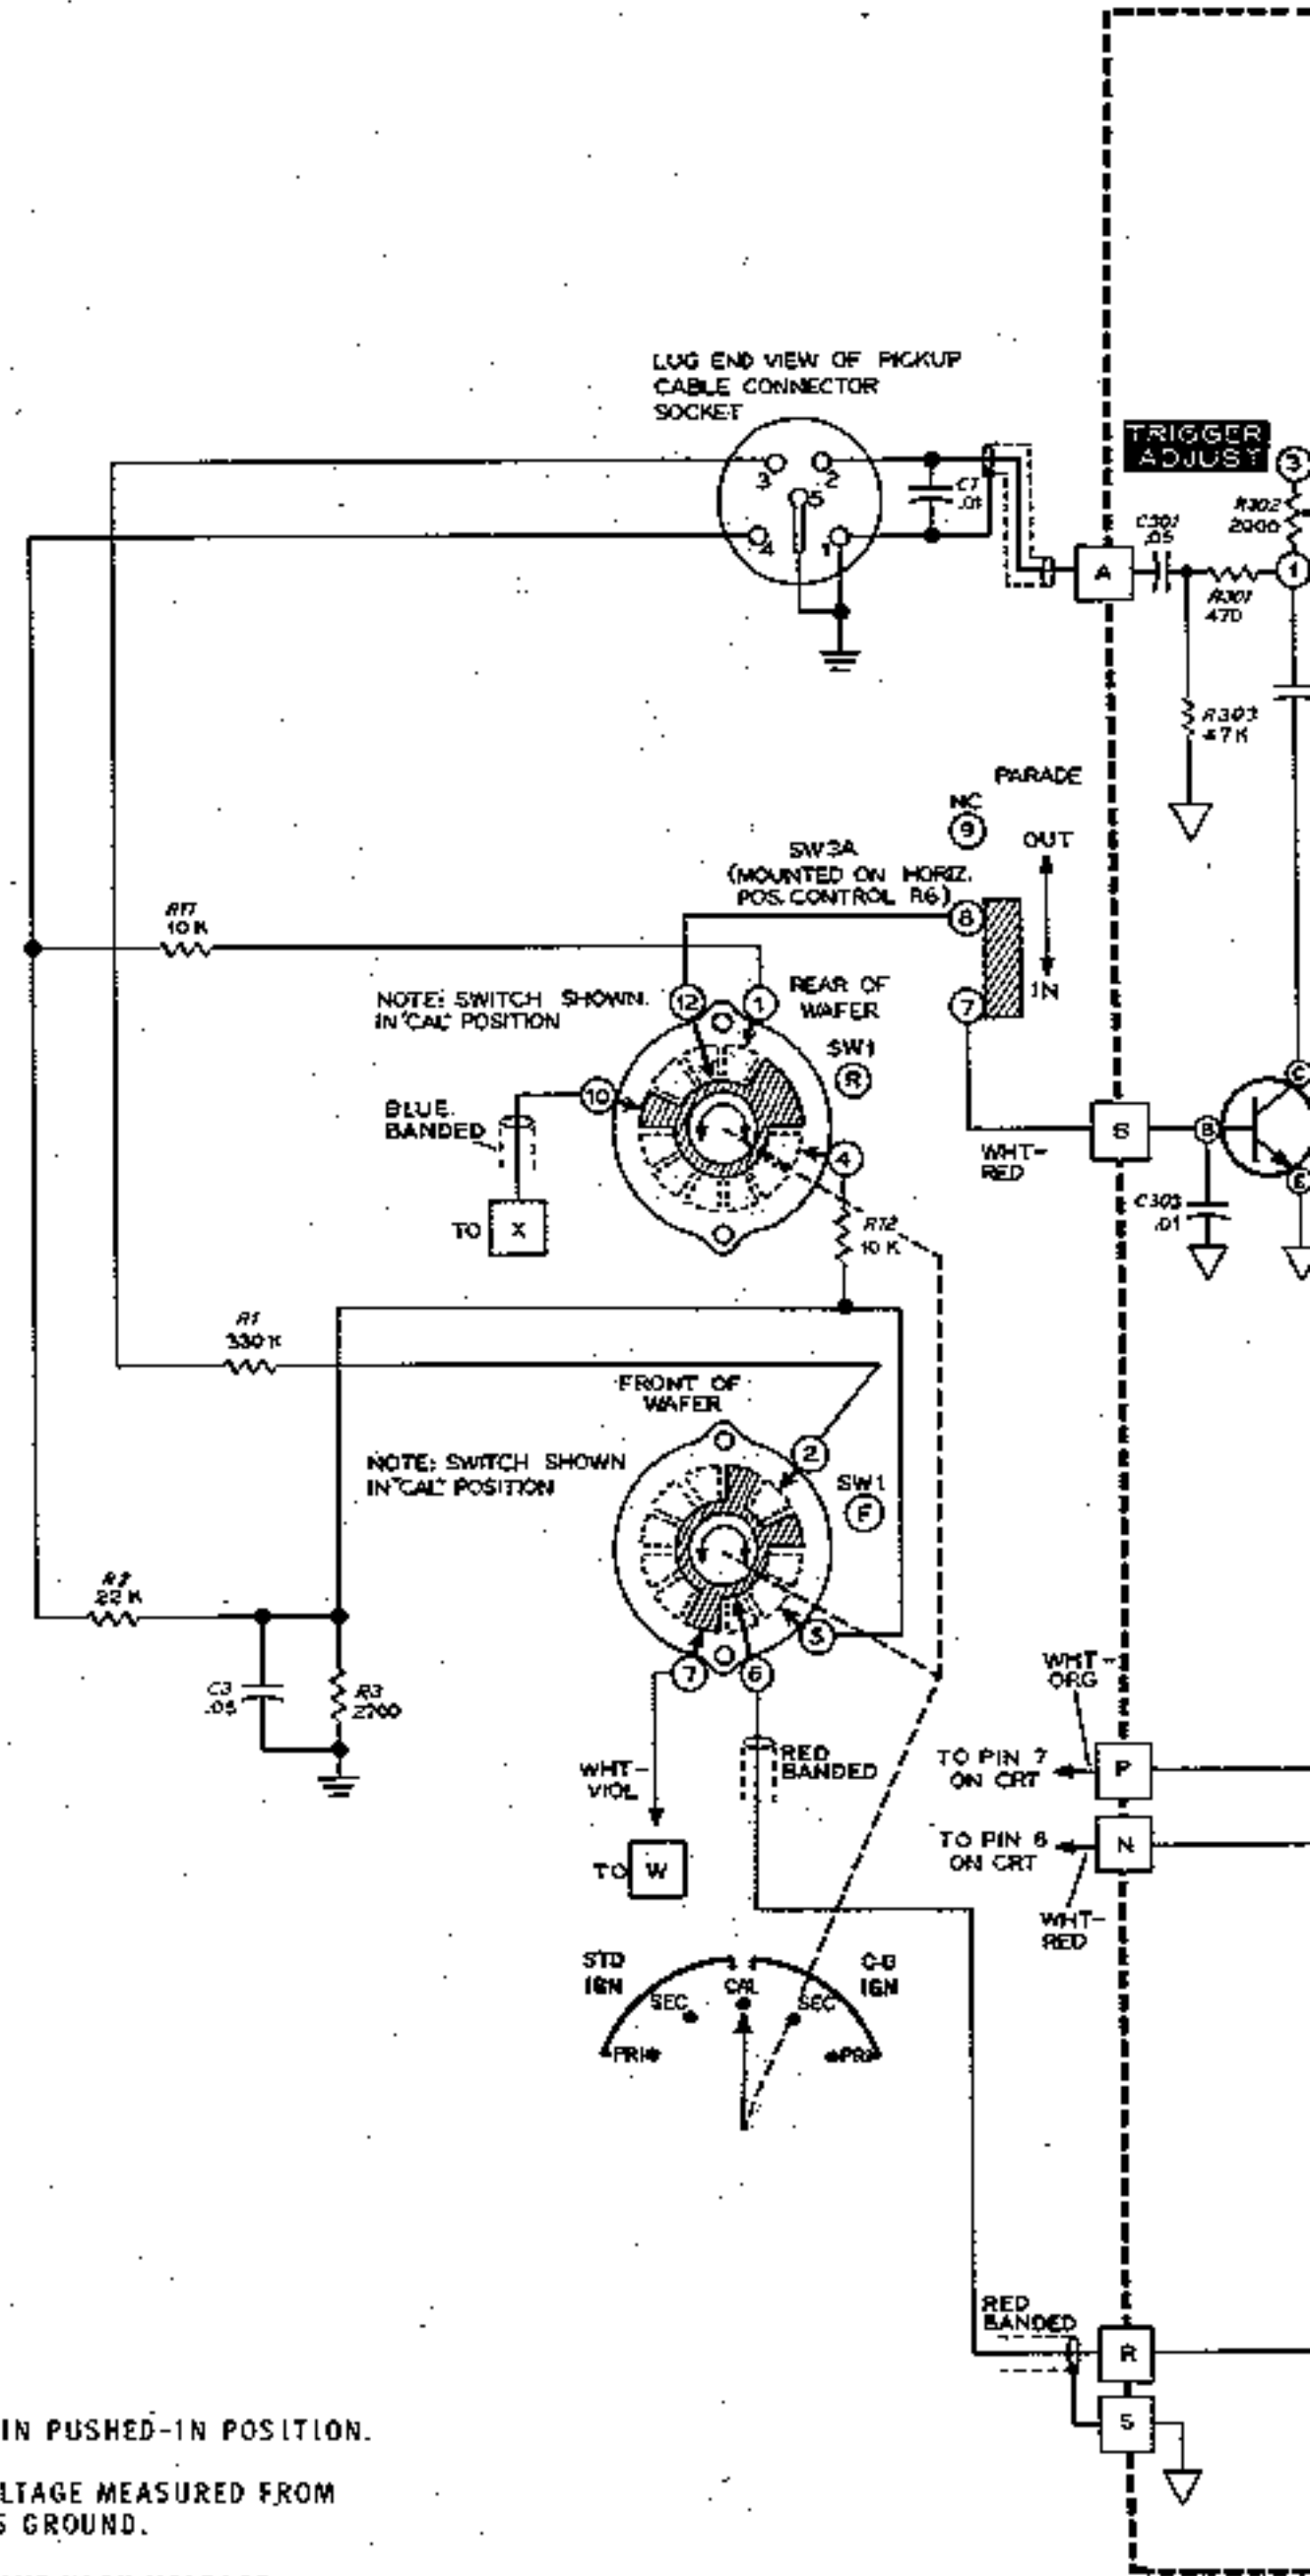 LUG END VIEW OF PICKUP
CABLE CONNECTOR
SOCKET
3
2
5
4
1
C1
.01
TRIGGER
ADJUST
3
R302
2000
C301
.05
A
R301
470
1
R303
47K
PARADE
NC
9
OUT
SW3A
(MOUNTED ON HORIZ.
POS. CONTROL R6)
8
7
IN
R11
10K
NOTE: SWITCH SHOWN
IN "CAL" POSITION
12
1
REAR OF
WAFER
SW1
R
10
BLUE
BANDED
TO X
4
R12
10K
WHT-
RED
B
C
E
C303
.01
R1
330K
FRONT OF
WAFER
NOTE: SWITCH SHOWN
IN "CAL" POSITION
2
SW1
F
5
7
6
R2
22K
C3
.05
R3
2200
WHT-
VIOL
RED
BANDED
TO W
WHT-
ORG
TO PIN 7
ON CRT
P
TO PIN 6
ON CRT
N
WHT-
RED
STD
IGN
CAL
C-D
IGN
SEC
SEC
PRI
PRI
RED
BANDED
R
S
IN PUSHED-IN POSITION.
LTAGE MEASURED FROM
S GROUND.